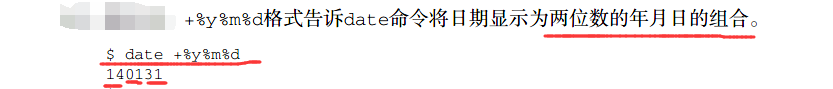 +%y%m%d格式告诉date命令将日期显示为两位数的年月日的组合。
$ date +%y%m%d
140131